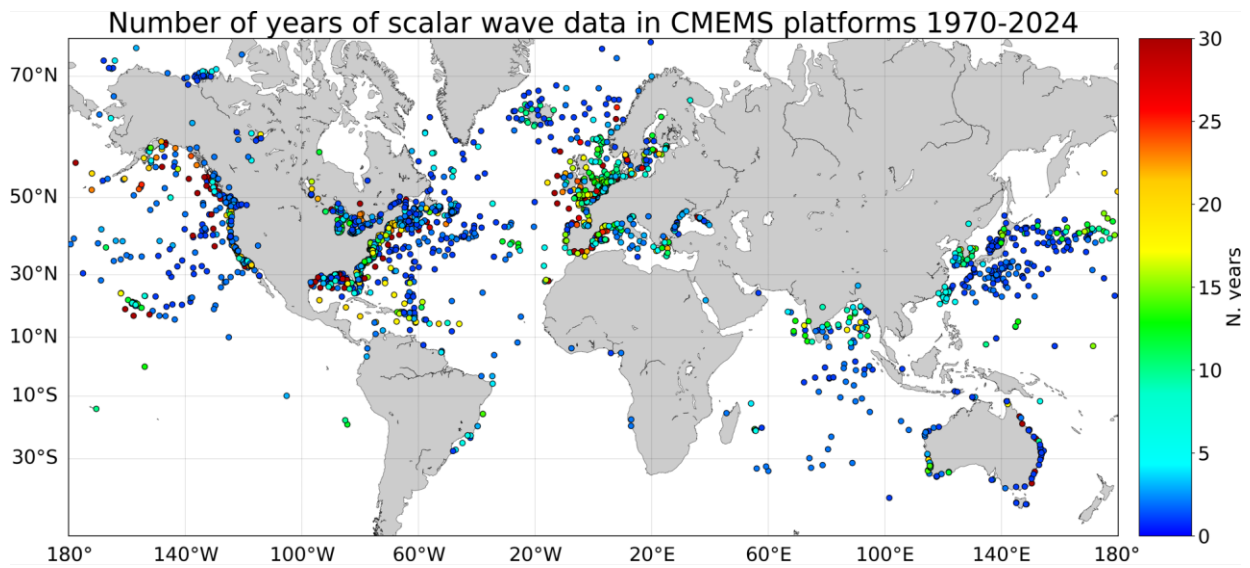 Number of years of scalar wave data in CMEMS platforms 1970-2024
70°N
50°N
30°N
10°N
10°S
30°S
180°
140°W
100°W
60°W
20°W
20°E
60°E
100°E
140°E
180°
30
25
20
15
10
5
0
N. years